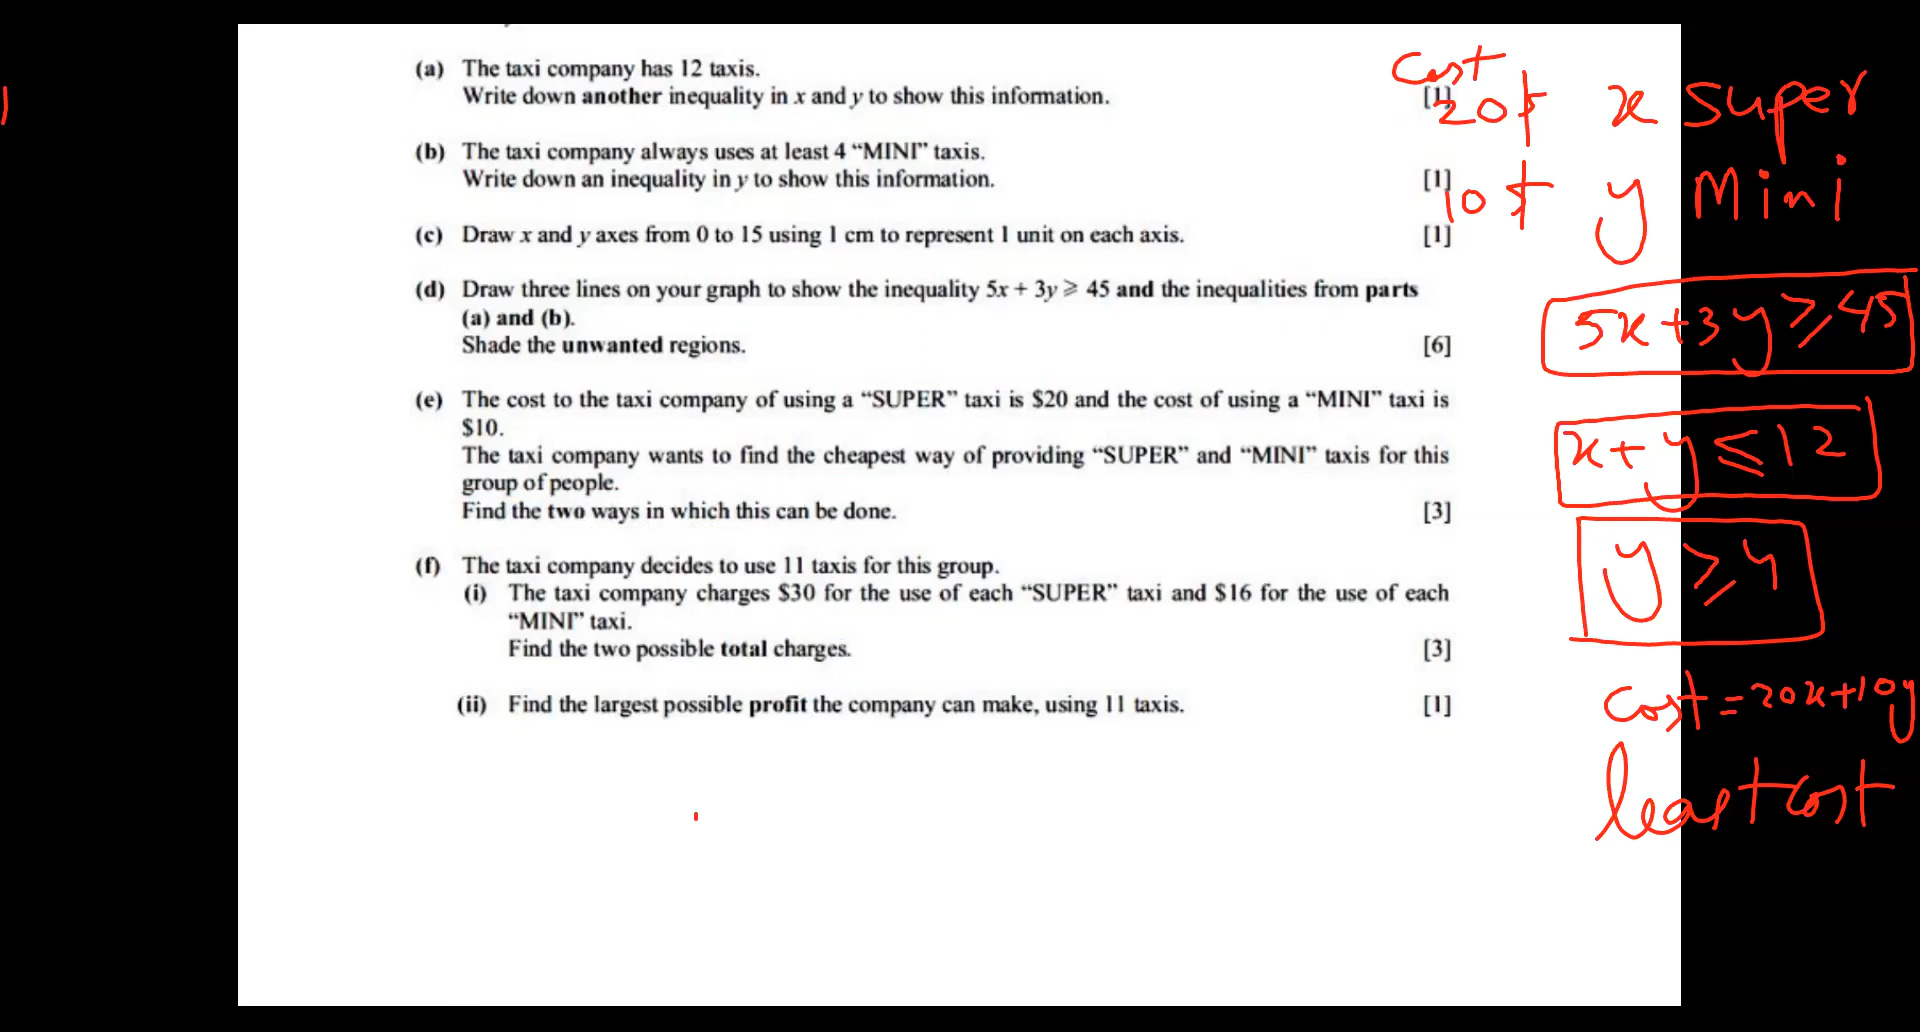 (a) The taxi company has 12 taxis.
Write down another inequality in x and y to show this information. [1]
(b) The taxi company always uses at least 4 “MINI” taxis.
Write down an inequality in y to show this information. [1]
(c) Draw x and y axes from 0 to 15 using 1 cm to represent 1 unit on each axis. [1]
(d) Draw three lines on your graph to show the inequality 5x + 3y ⩾ 45 and the inequalities from parts
(a) and (b).
Shade the unwanted regions. [6]
(e) The cost to the taxi company of using a “SUPER” taxi is $20 and the cost of using a “MINI” taxi is
$10.
The taxi company wants to find the cheapest way of providing “SUPER” and “MINI” taxis for this
group of people.
Find the two ways in which this can be done. [3]
(f) The taxi company decides to use 11 taxis for this group.
(i) The taxi company charges $30 for the use of each “SUPER” taxi and $16 for the use of each
“MINI” taxi.
Find the two possible total charges. [3]
(ii) Find the largest possible profit the company can make, using 11 taxis. [1]
Cost
20$ x Super
10$ y Mini
5x+3y ⩾ 45
x+y ⩽ 12
y ⩾ 4
Cost = 20x+10y
least cost